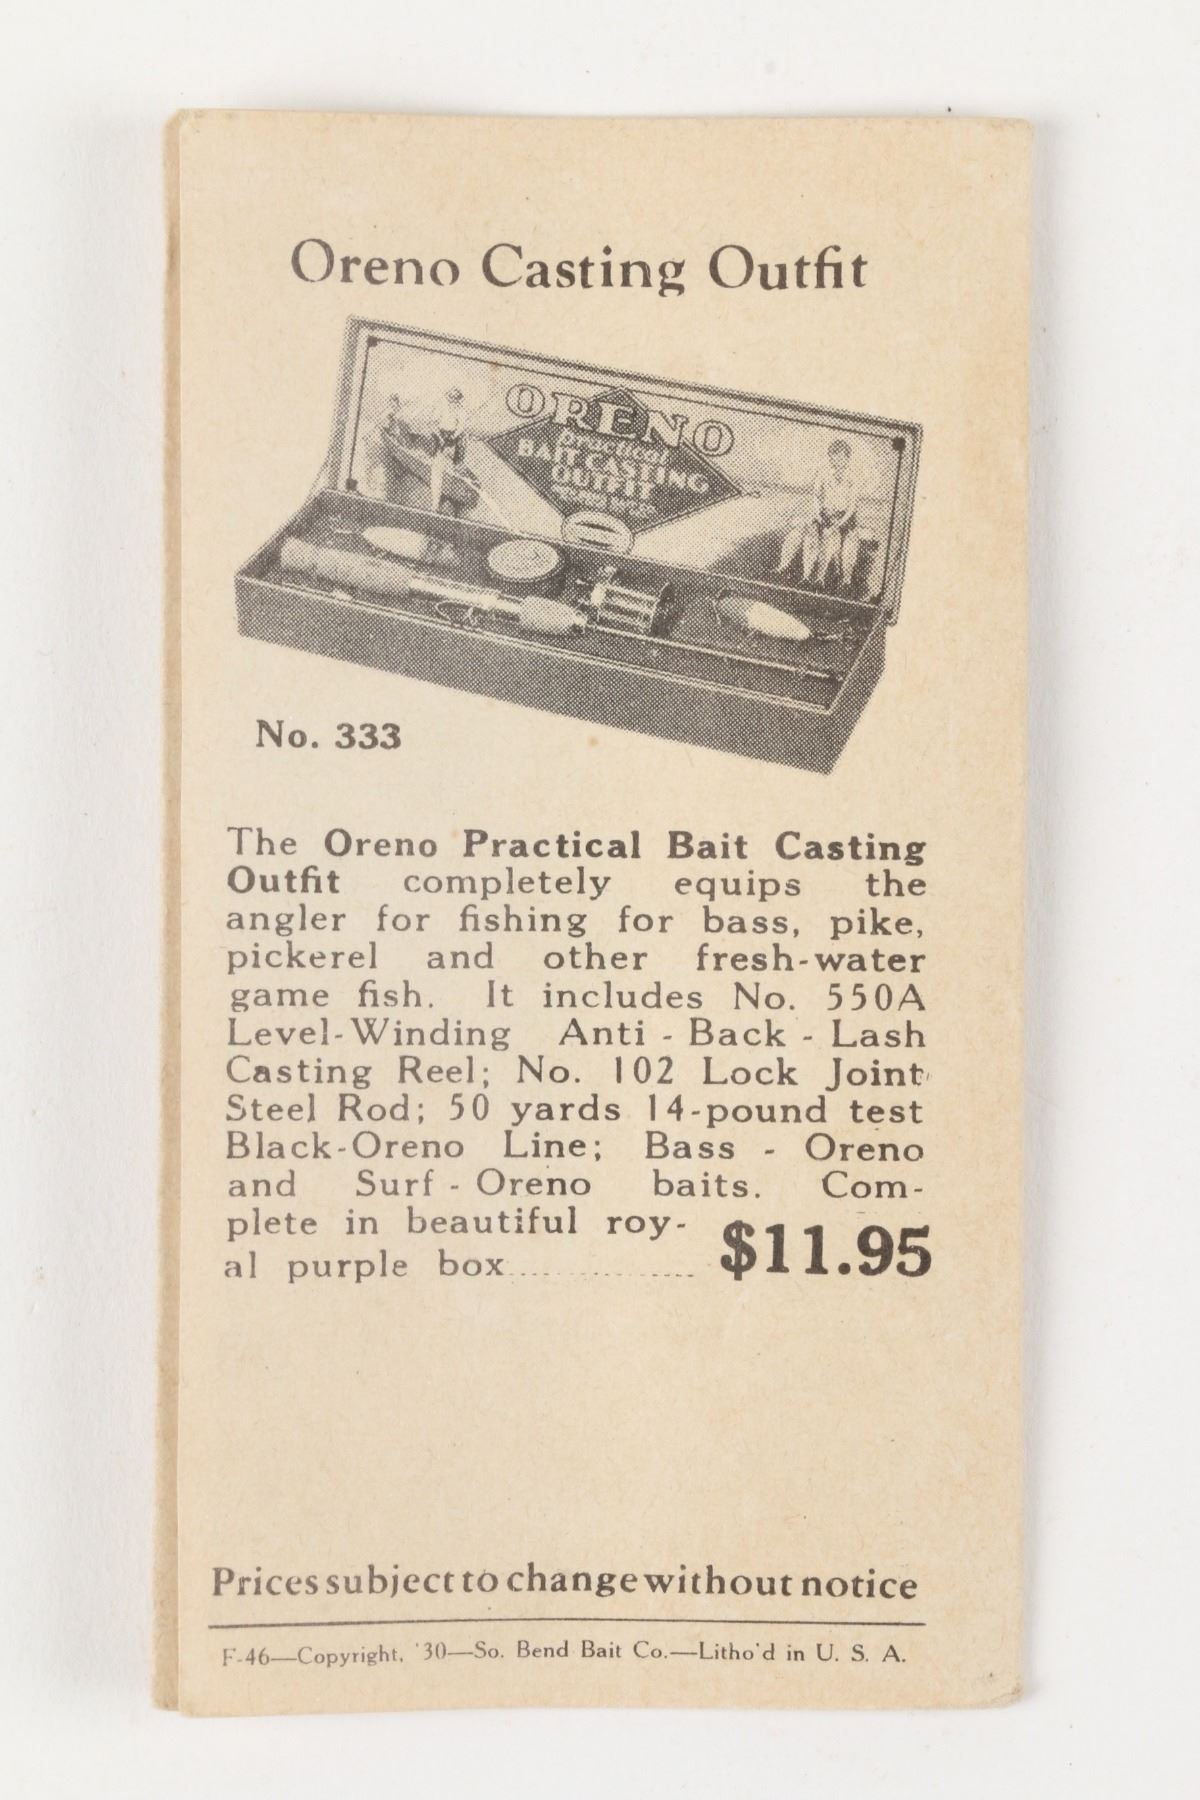 Oreno Casting Outfit
ORENO
practical
BAIT CASTING
OUTFIT
No. 333
The Oreno Practical Bait Casting
Outfit completely equips the
angler for fishing for bass, pike,
pickerel and other fresh-water
game fish. It includes No. 550A
Level-Winding Anti - Back - Lash
Casting Reel; No. 102 Lock Joint
Steel Rod; 50 yards 14-pound test
Black-Oreno Line; Bass - Oreno
and Surf - Oreno baits. Com-
plete in beautiful roy-
al purple box.................. $11.95
Prices subject to change without notice
F-46—Copyright, '30—So. Bend Bait Co.—Litho'd in U. S. A.